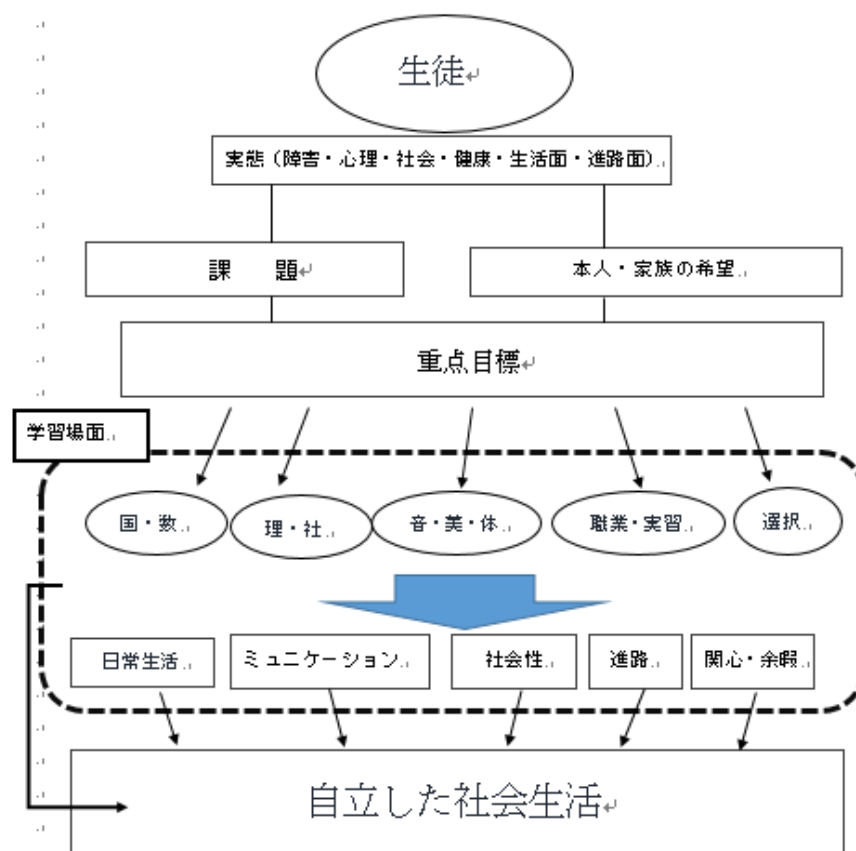 生徒
実態（障害・心理・社会・健康・生活面・進路面）
課　　題
本人・家族の希望
重点目標
学習場面
国・数
理・社
音・美・体
職業・実習
選択
日常生活
ミュニケーション
社会性
進路
関心・余暇
自立した社会生活